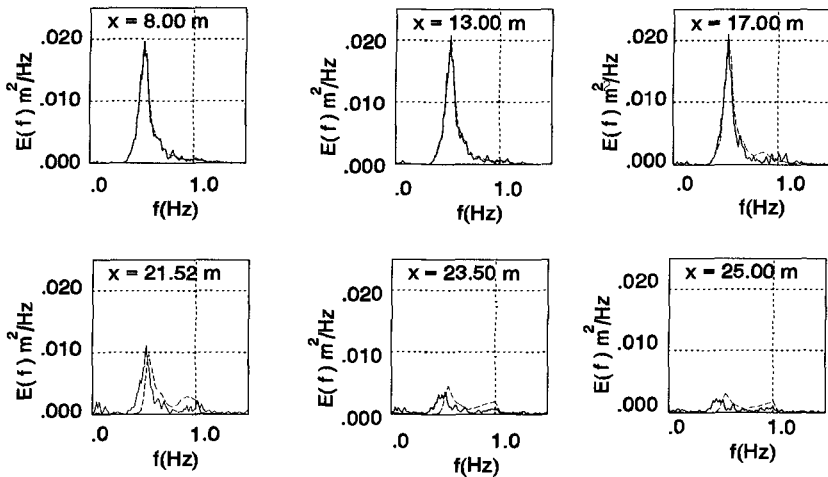 x = 8.00 m
.020
.010
.000
E(f) m²/Hz
.0 1.0
f(Hz)
x = 13.00 m
.020
.010
.000
E(f) m²/Hz
.0 1.0
f(Hz)
x = 17.00 m
.020
.010
.000
E(f) m²/Hz
.0 1.0
f(Hz)
x = 21.52 m
.020
.010
.000
E(f) m²/Hz
.0 1.0
f(Hz)
x = 23.50 m
.020
.010
.000
E(f) m²/Hz
.0 1.0
f(Hz)
x = 25.00 m
.020
.010
.000
E(f) m²/Hz
.0 1.0
f(Hz)